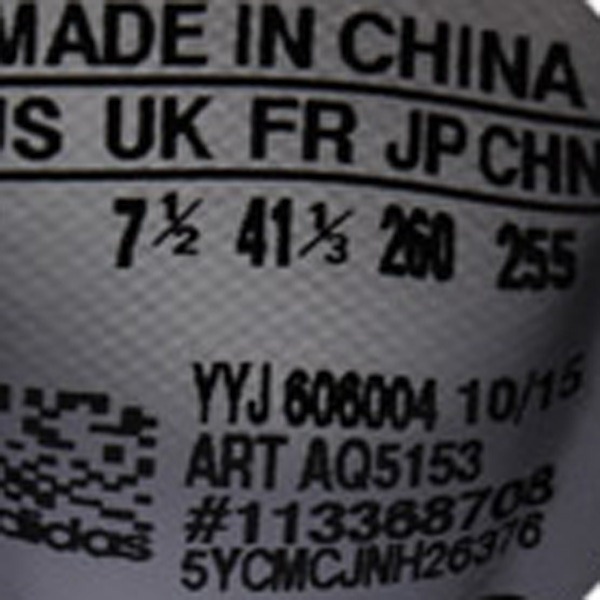 MADE IN CHINA
US UK FR JP CHN
7½ 41⅓ 260 255
YYJ 606004 10/15
ART AQ5153
#113368708
5YCMCJNH26376
adidas